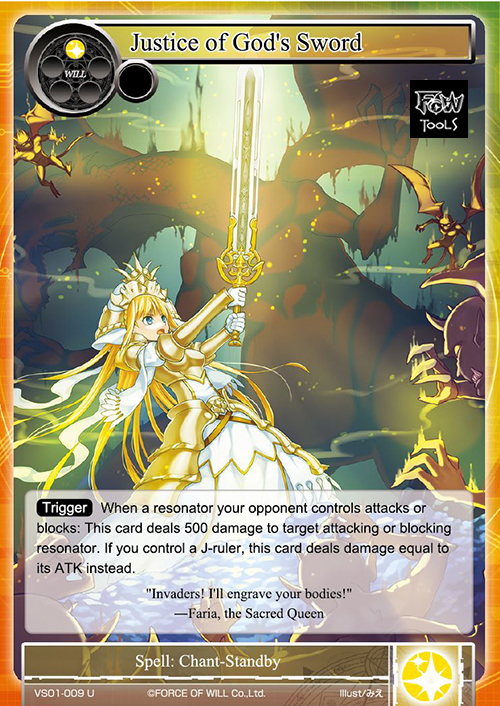 Justice of God's Sword
WILL
FOW
TOOLS
Trigger When a resonator your opponent controls attacks or
blocks: This card deals 500 damage to target attacking or blocking
resonator. If you control a J-ruler, this card deals damage equal to
its ATK instead.
"Invaders! I'll engrave your bodies!"
—Faria, the Sacred Queen
Spell: Chant-Standby
VS01-009 U ©FORCE OF WILL Co.,Ltd. Illust/みえ